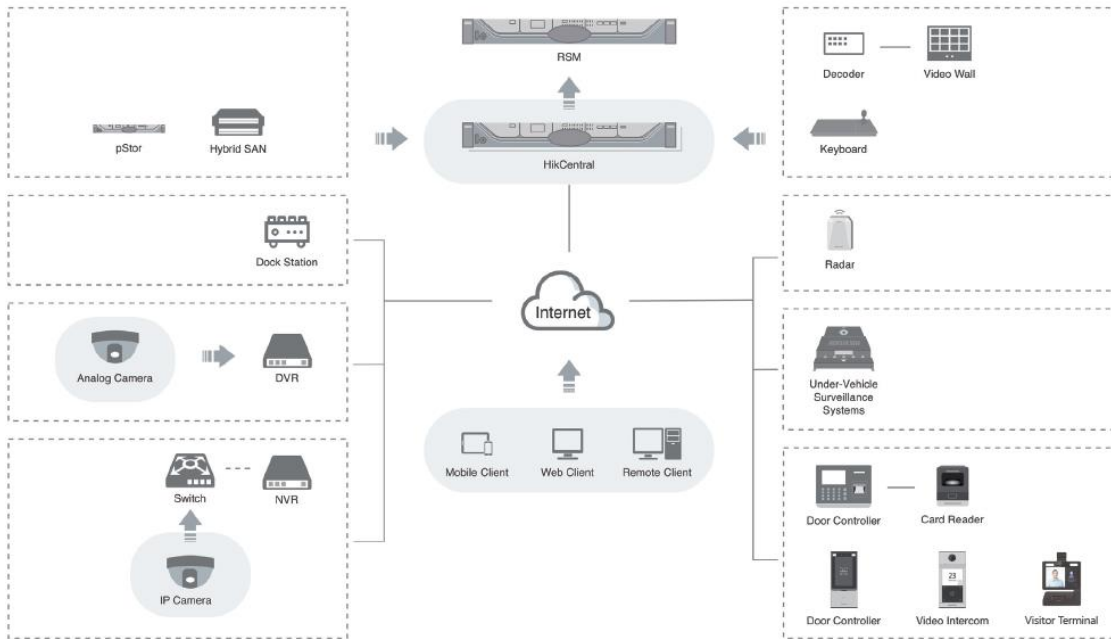 RSM
HikCentral
pStor
Hybrid SAN
Decoder
Video Wall
Keyboard
Dock Station
Radar
Internet
Analog Camera
DVR
Under-Vehicle
Surveillance
Systems
Mobile Client
Web Client
Remote Client
Switch
NVR
IP Camera
Door Controller
Card Reader
23
Door Controller
Video Intercom
Visitor Terminal